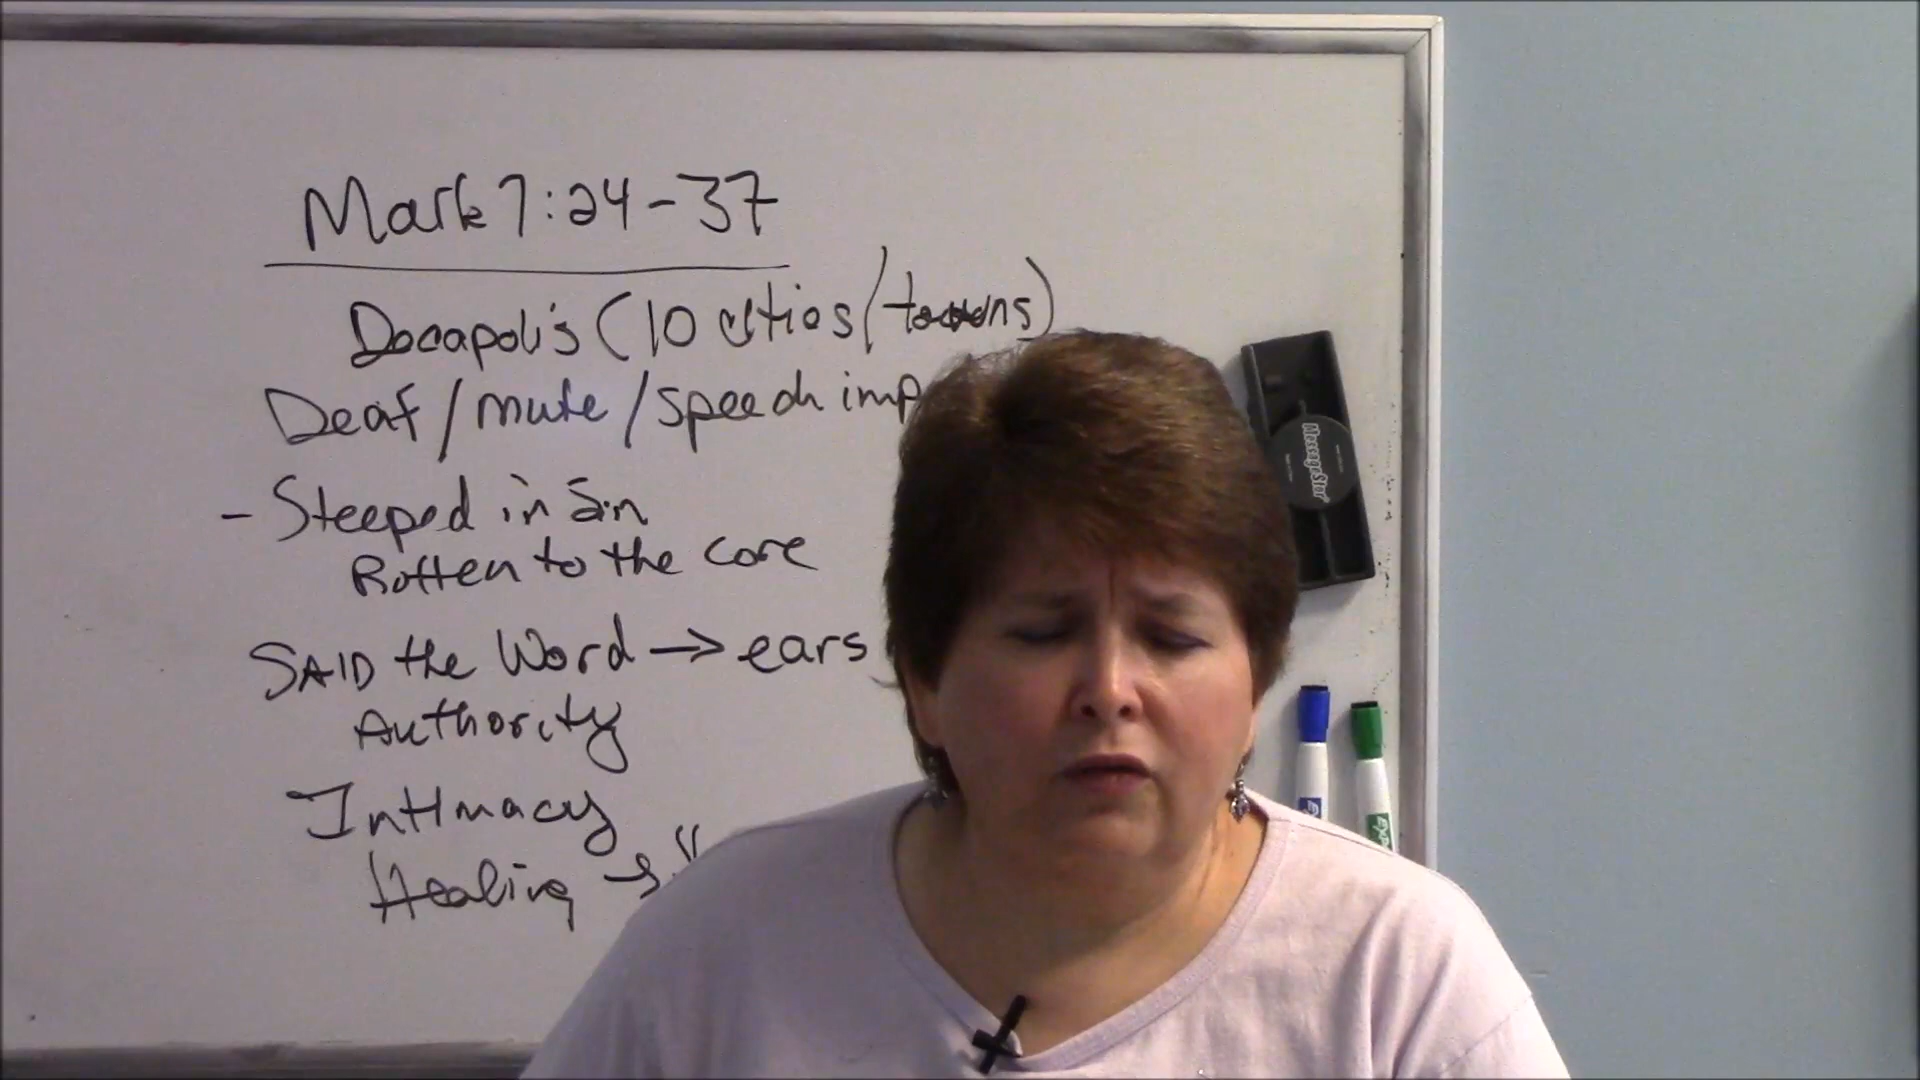 Mark 7:24-37
Decapolis (10 cities/towns)
Deaf/mute/speech imp
- Steeped in Sin
Rotten to the core
SAID the Word → ears
Authority
Intimacy
Healing →
MessageStor